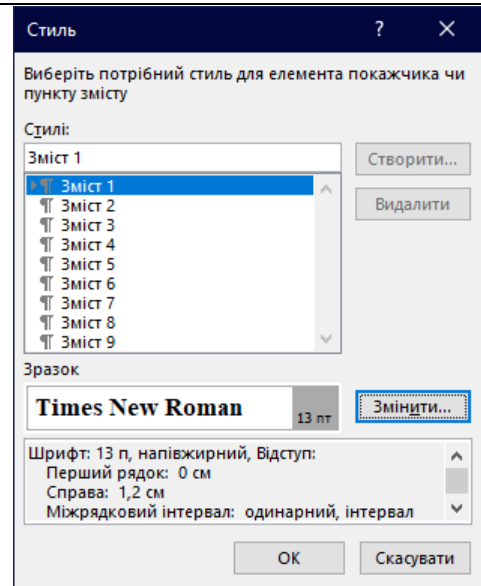 Стиль
Виберіть потрібний стиль для елемента покажчика чи
пункту змісту
Стилі:
Зміст 1
Створити...
Зміст 1
Видалити
Зміст 2
Зміст 3
Зміст 4
Зміст 5
Зміст 6
Зміст 7
Зміст 8
Зміст 9
Зразок
Times New Roman
13 пт
Змінити...
Шрифт: 13 п, напівжирний, Відступ:
Перший рядок: 0 см
Справа: 1,2 см
Міжрядковий інтервал: одинарний, інтервал
ОК
Скасувати